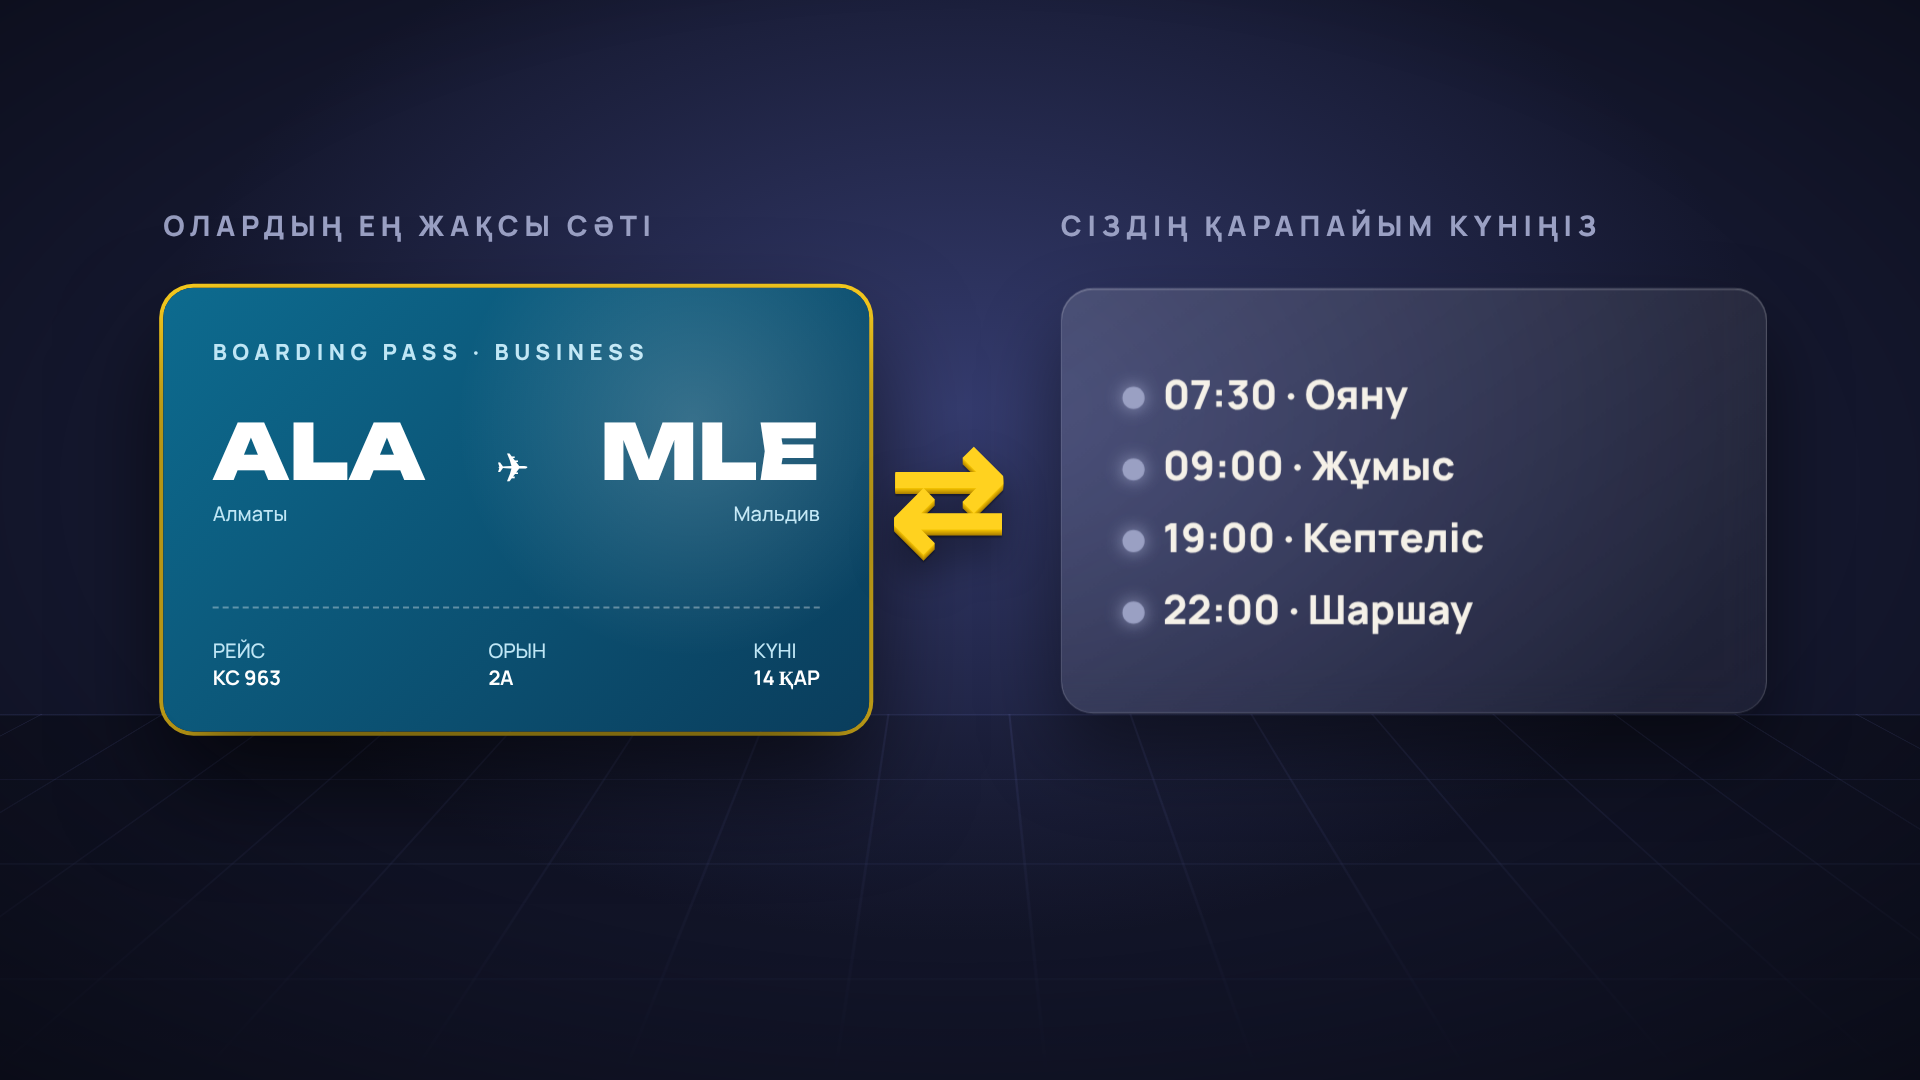 ОЛАРДЫҢ ЕҢ ЖАҚСЫ СӘТІ
BOARDING PASS · BUSINESS
ALA ✈ MLE
Алматы Мальдив
РЕЙС ОРЫН КҮНІ
KC 963 2A 14 ҚАР
⇄
СІЗДІҢ ҚАРАПАЙЫМ КҮНІҢІЗ
07:30 · Ояну
09:00 · Жұмыс
19:00 · Кептеліс
22:00 · Шаршау